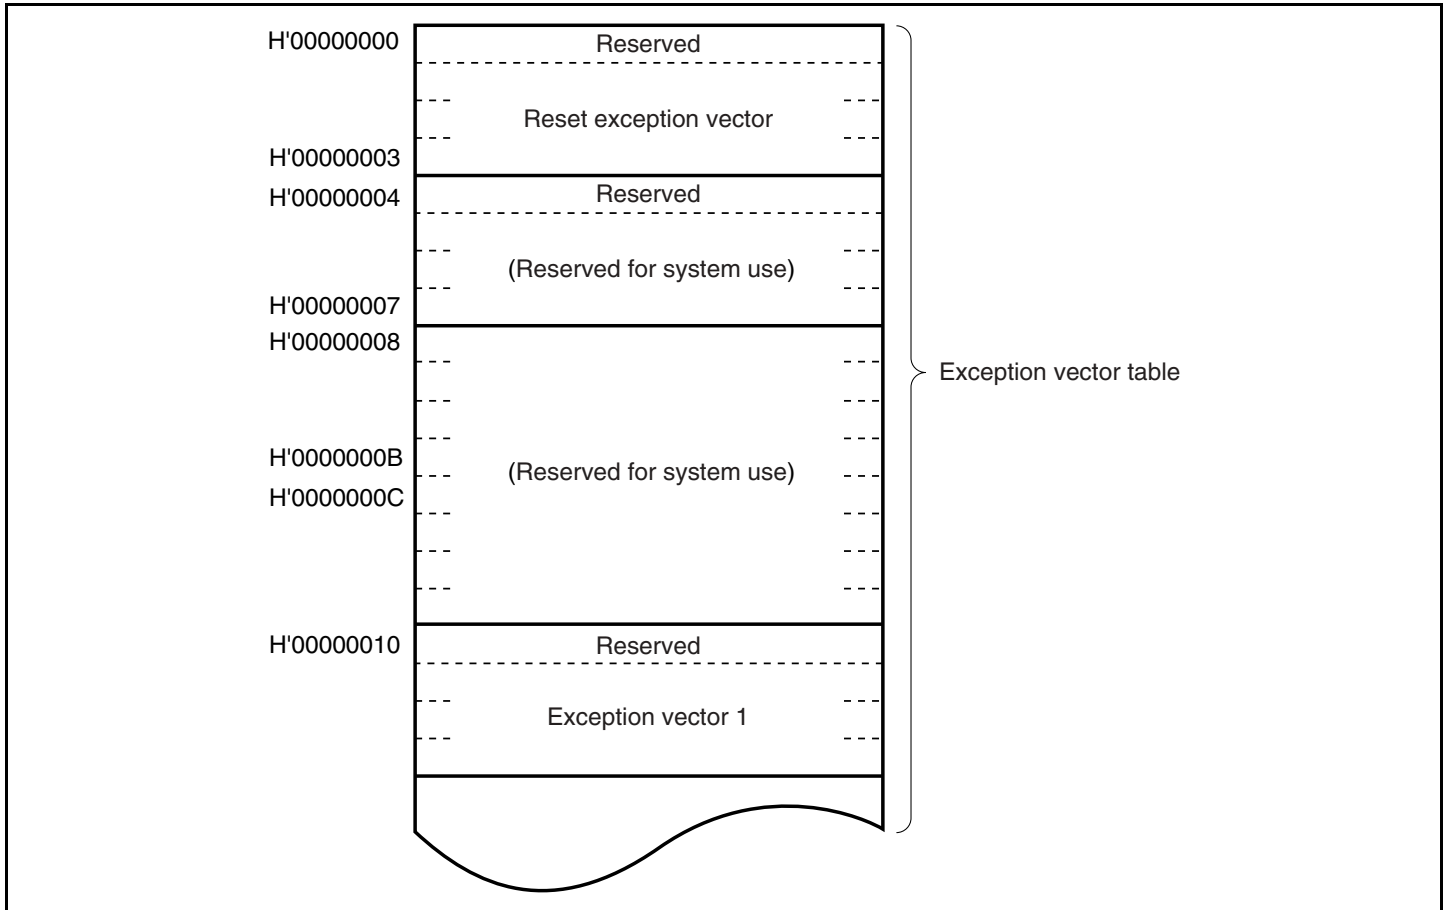 H'00000000 Reserved
Reset exception vector
H'00000003
H'00000004 Reserved
(Reserved for system use)
H'00000007
H'00000008
Exception vector table
H'0000000B
(Reserved for system use)
H'0000000C
H'00000010 Reserved
Exception vector 1